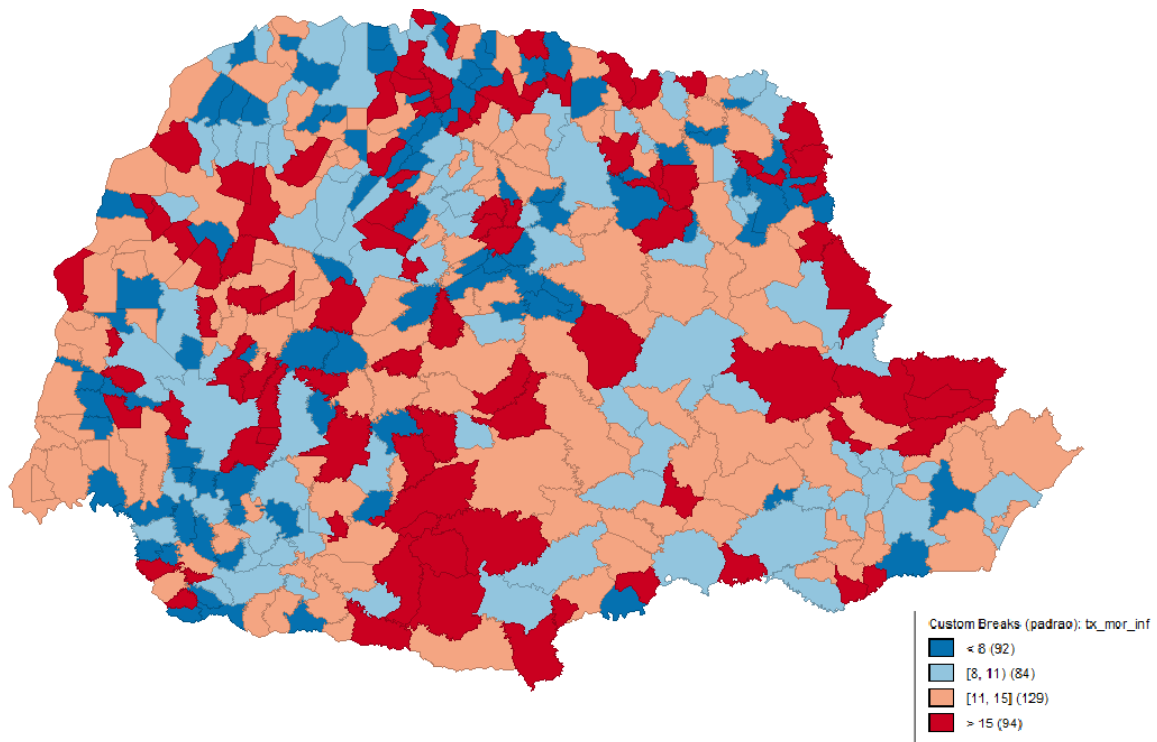 Custom Breaks (padrao): tx_mor_inf
< 8 (92)
[8, 11) (84)
[11, 15] (129)
> 15 (94)